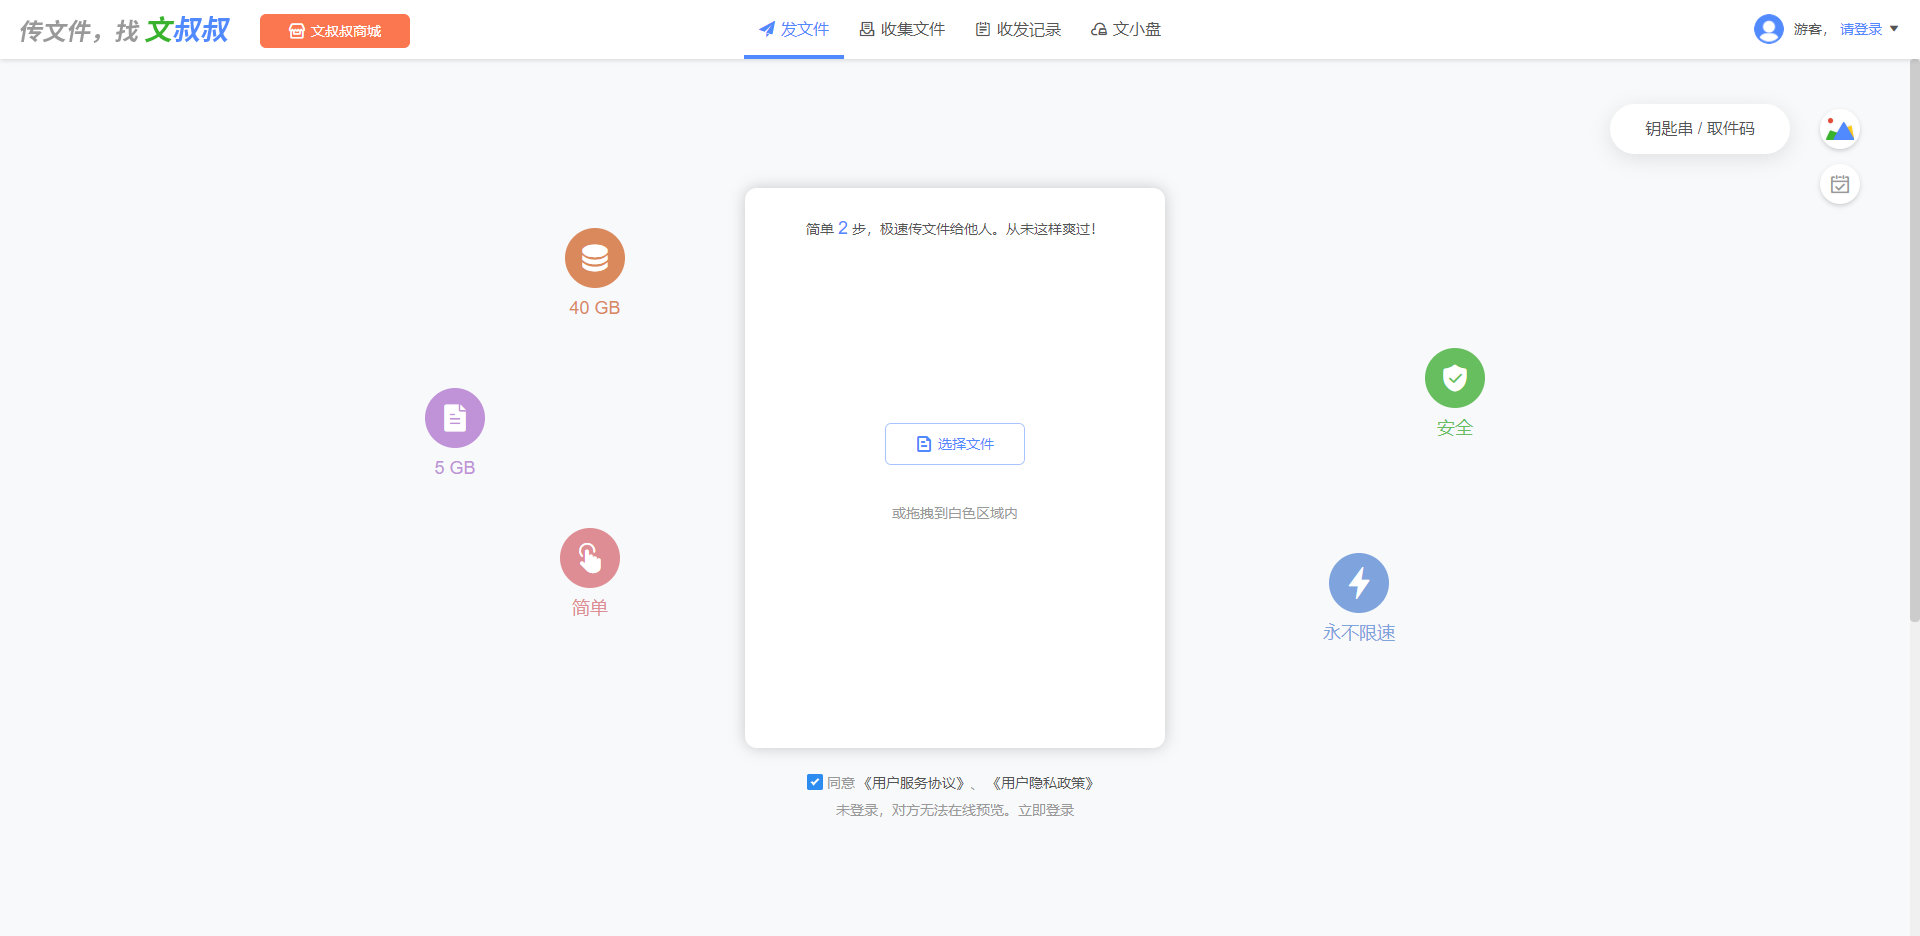 传文件，找 文叔叔
文叔叔商城
发文件
收集文件
收发记录
文小盘
游客， 请登录
钥匙串 / 取件码
简单 2 步，极速传文件给他人。从未这样爽过！
40 GB
5 GB
简单
选择文件
或拖拽到白色区域内
安全
永不限速
同意《用户服务协议》、《用户隐私政策》
未登录，对方无法在线预览。立即登录